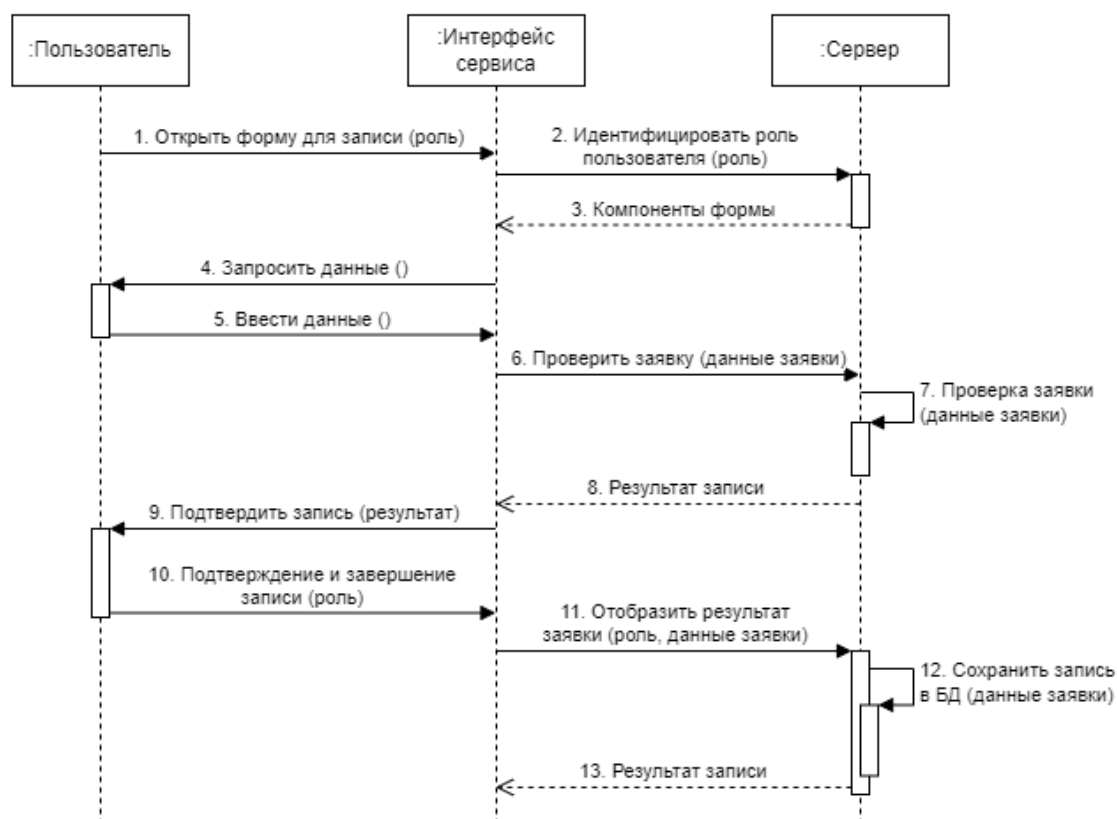 :Пользователь
:Интерфейс
сервиса
:Сервер
1. Открыть форму для записи (роль)
2. Идентифицировать роль
пользователя (роль)
3. Компоненты формы
4. Запросить данные ()
5. Ввести данные ()
6. Проверить заявку (данные заявки)
7. Проверка заявки
(данные заявки)
8. Результат записи
9. Подтвердить запись (результат)
10. Подтверждение и завершение
записи (роль)
11. Отобразить результат
заявки (роль, данные заявки)
12. Сохранить запись
в БД (данные заявки)
13. Результат записи